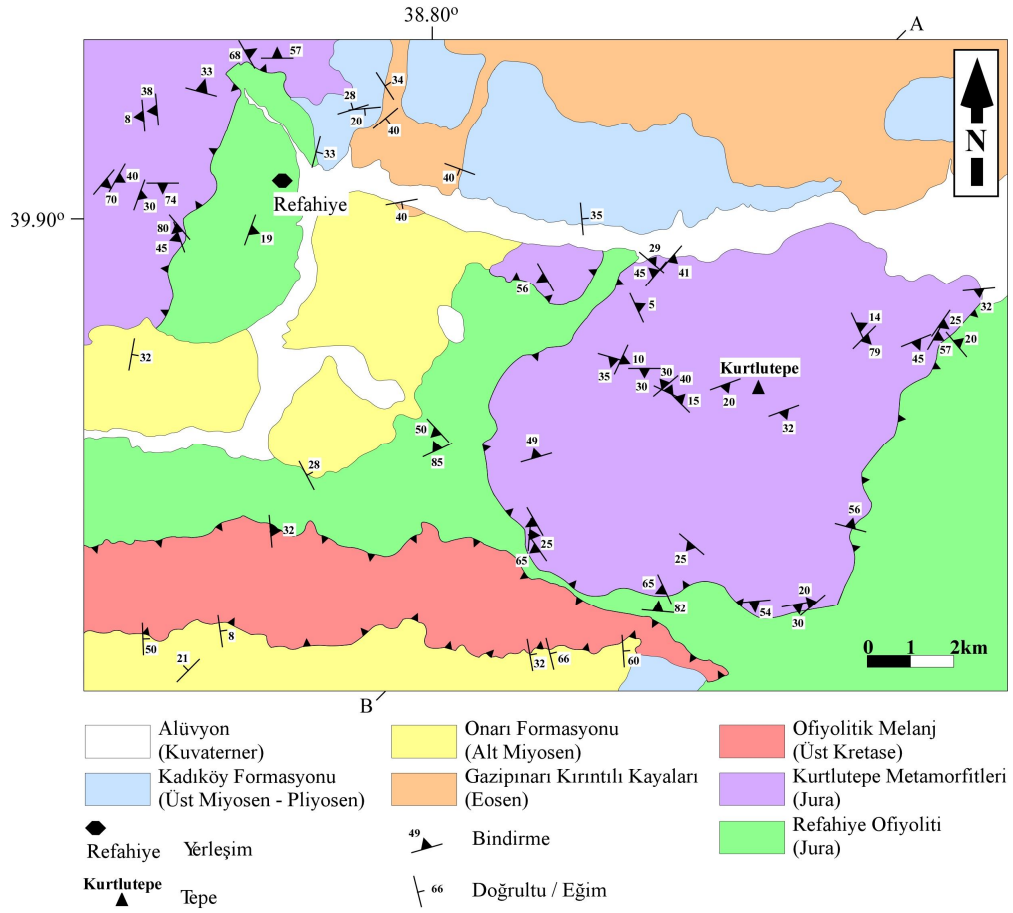 38.80º
A
68
57
33
34
38
28
8
20
40
33
40
40
70
30
74
40
Refahiye
39.90º
80
45
19
40
35
29
45
41
56
5
32
14
25
20
79
45
57
32
10
35
30
30
40
15
Kurtlutepe
20
32
50
85
49
28
56
32
25
65
25
65
82
20
54
30
50
8
21
32
66
60
N
0 1 2km
B
Alüvyon
(Kuvaterner)
Kadıköy Formasyonu
(Üst Miyosen - Pliyosen)
Refahiye Yerleşim
Kurtlutepe
Tepe
Onarı Formasyonu
(Alt Miyosen)
Gazipınarı Kırıntılı Kayaları
(Eosen)
49 Bindirme
66 Doğrultu / Eğim
Ofiyolitik Melanj
(Üst Kretase)
Kurtlutepe Metamorfitleri
(Jura)
Refahiye Ofiyoliti
(Jura)